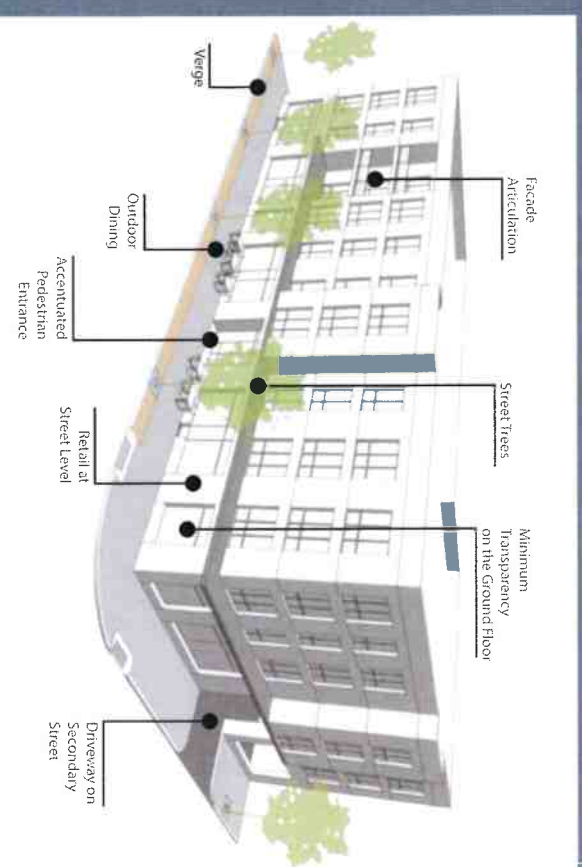 Facade
Articulation
Street Trees
Minimum
Transparency
on the Ground Floor
Verge
Outdoor
Dining
Accentuated
Pedestrian
Entrance
Retail at
Street Level
Driveway on
Secondary
Street